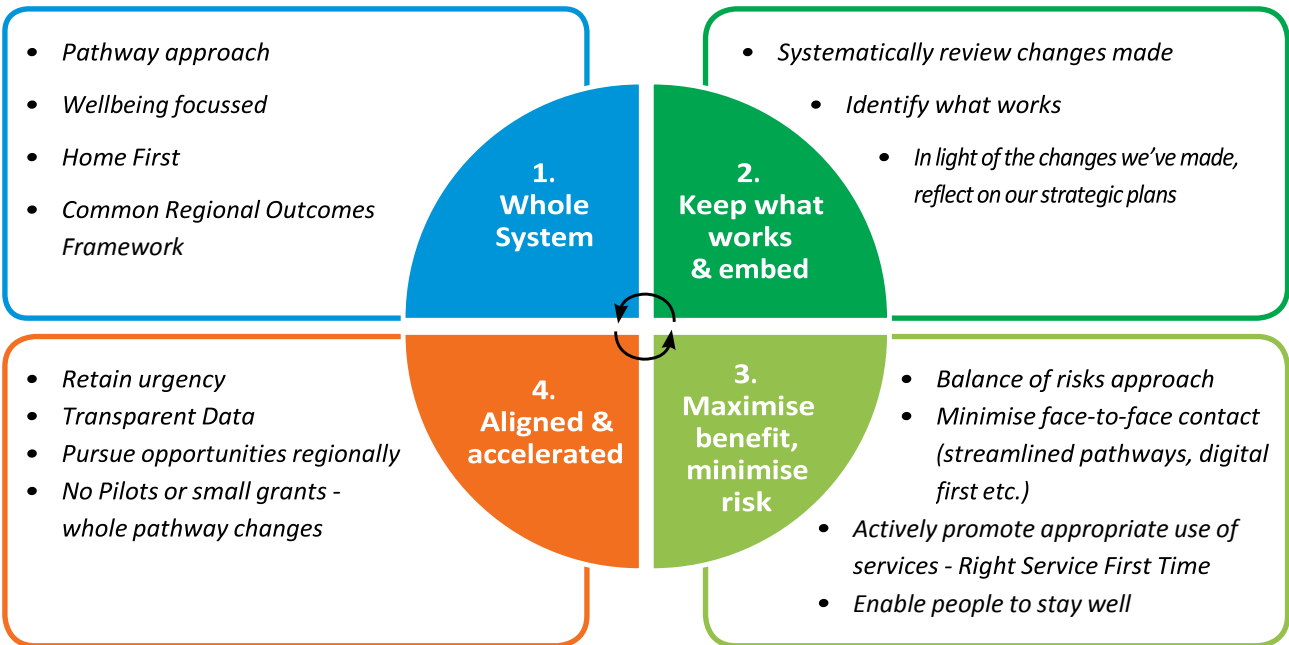 • Pathway approach
• Wellbeing focussed
• Home First
• Common Regional Outcomes
Framework
1.
Whole
System
• Systematically review changes made
• Identify what works
• In light of the changes we’ve made,
reflect on our strategic plans
2.
Keep what
works
& embed
• Retain urgency
• Transparent Data
• Pursue opportunities regionally
• No Pilots or small grants -
whole pathway changes
4.
Aligned &
accelerated
3.
Maximise
benefit,
minimise
risk
• Balance of risks approach
• Minimise face-to-face contact
(streamlined pathways, digital
first etc.)
• Actively promote appropriate use of
services - Right Service First Time
• Enable people to stay well